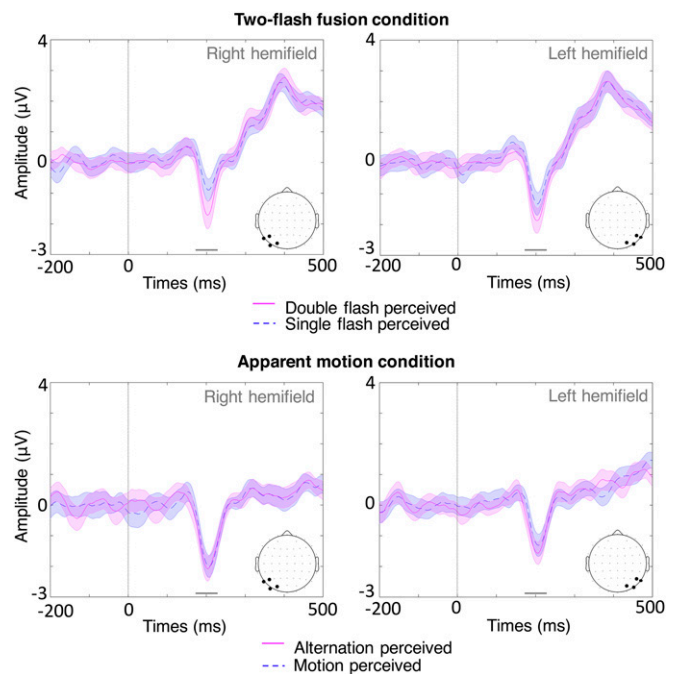 Two-flash fusion condition
4
Right hemifield
Left hemifield
Amplitude (µV)
0
0
-3
-3
-200
0
500
-200
0
500
Times (ms)
Times (ms)
Double flash perceived
Single flash perceived
Apparent motion condition
4
Right hemifield
4
Left hemifield
Amplitude (µV)
0
0
-3
-3
-200
0
500
-200
0
500
Times (ms)
Times (ms)
Alternation perceived
Motion perceived